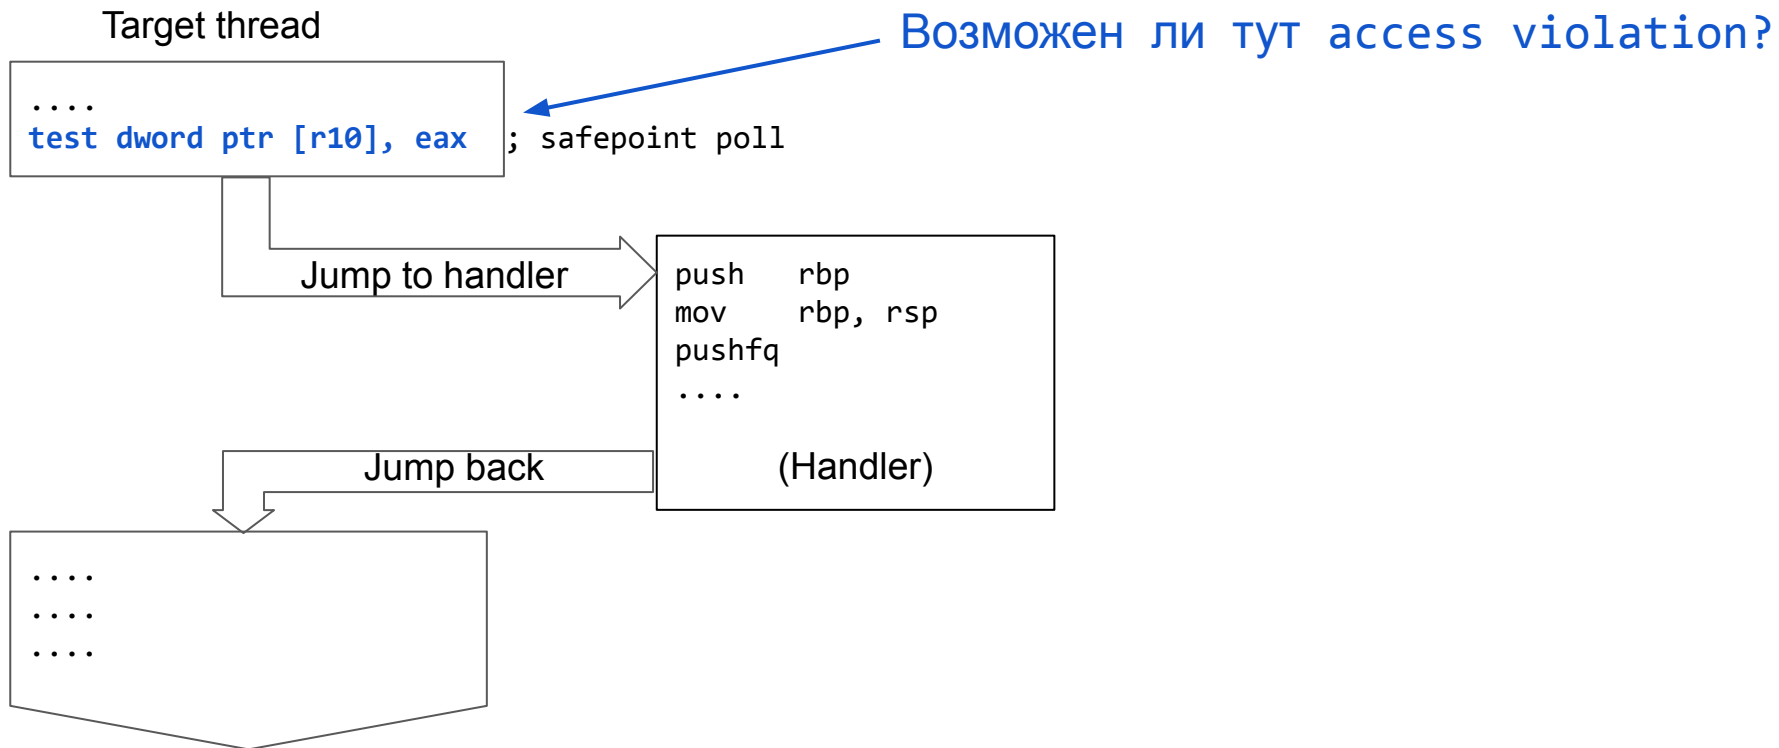 Target thread
Возможен ли тут access violation?
....
test dword ptr [r10], eax ; safepoint poll
Jump to handler
push rbp
mov rbp, rsp
pushfq
....
(Handler)
Jump back
....
....
....